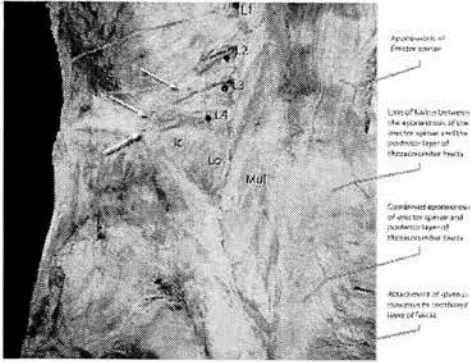 L1
L2
L3
L4
Ic
Lo
Mul
Aponeurosis of
Erector spinae
Line of fusion between
the aponeurosis of the
erector spinae and the
posterior layer of
thoracolumbar fascia
Combined aponeurosis
of erector spinae and
posterior layer of
thoracolumbar fascia
Attachment of gluteus
maximus to combined
layer of fascia